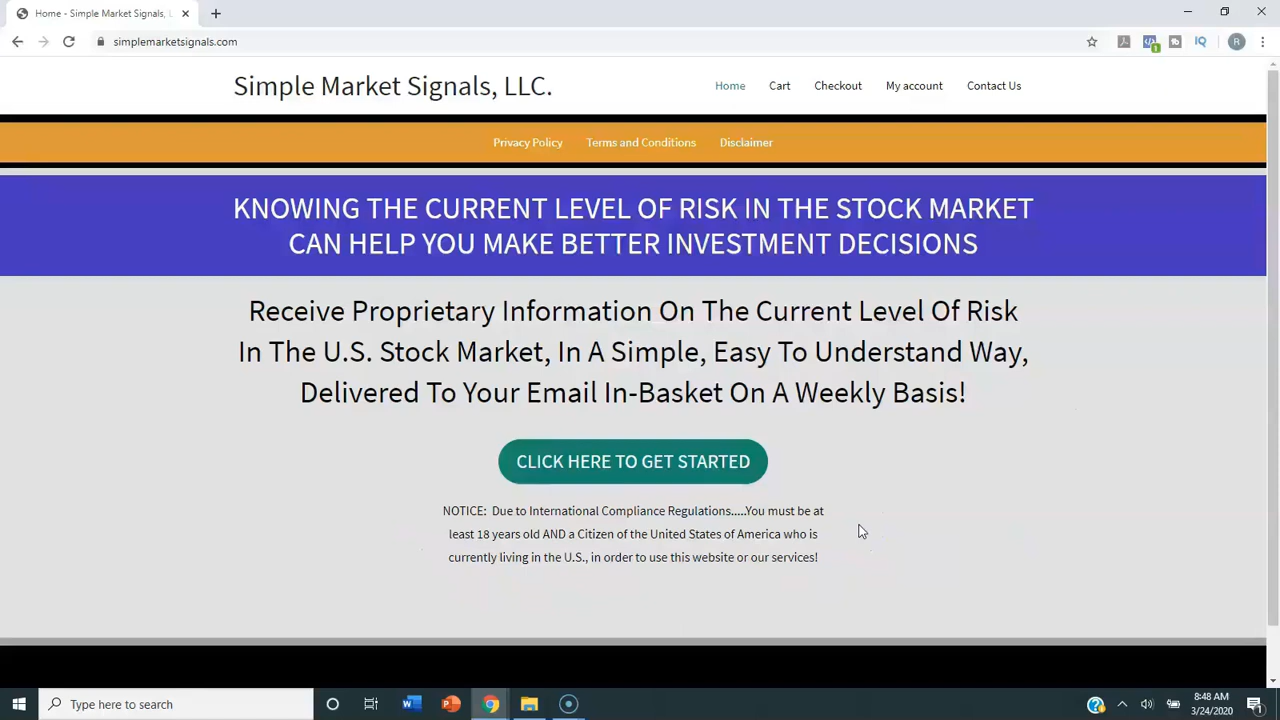 Home - Simple Market Signals, L
simplemarketsignals.com
Simple Market Signals, LLC.
Home Cart Checkout My account Contact Us
Privacy Policy Terms and Conditions Disclaimer
KNOWING THE CURRENT LEVEL OF RISK IN THE STOCK MARKET
CAN HELP YOU MAKE BETTER INVESTMENT DECISIONS
Receive Proprietary Information On The Current Level Of Risk
In The U.S. Stock Market, In A Simple, Easy To Understand Way,
Delivered To Your Email In-Basket On A Weekly Basis!
CLICK HERE TO GET STARTED
NOTICE: Due to International Compliance Regulations.....You must be at
least 18 years old AND a Citizen of the United States of America who is
currently living in the U.S., in order to use this website or our services!
Type here to search
8:48 AM
3/24/2020